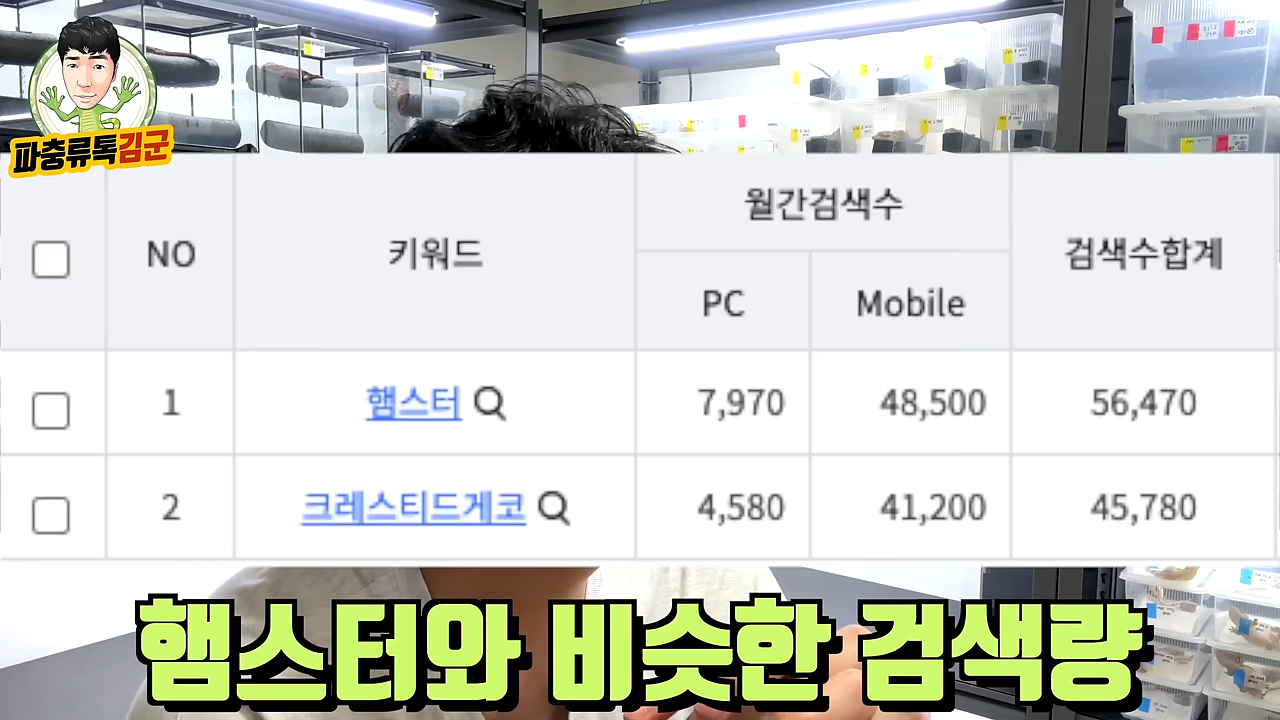 파충류톡김군
월간검색수
NO 키워드 검색수합계
PC Mobile
1 햄스터 7,970 48,500 56,470
2 크레스티드게코 4,580 41,200 45,780
햄스터와 비슷한 검색량